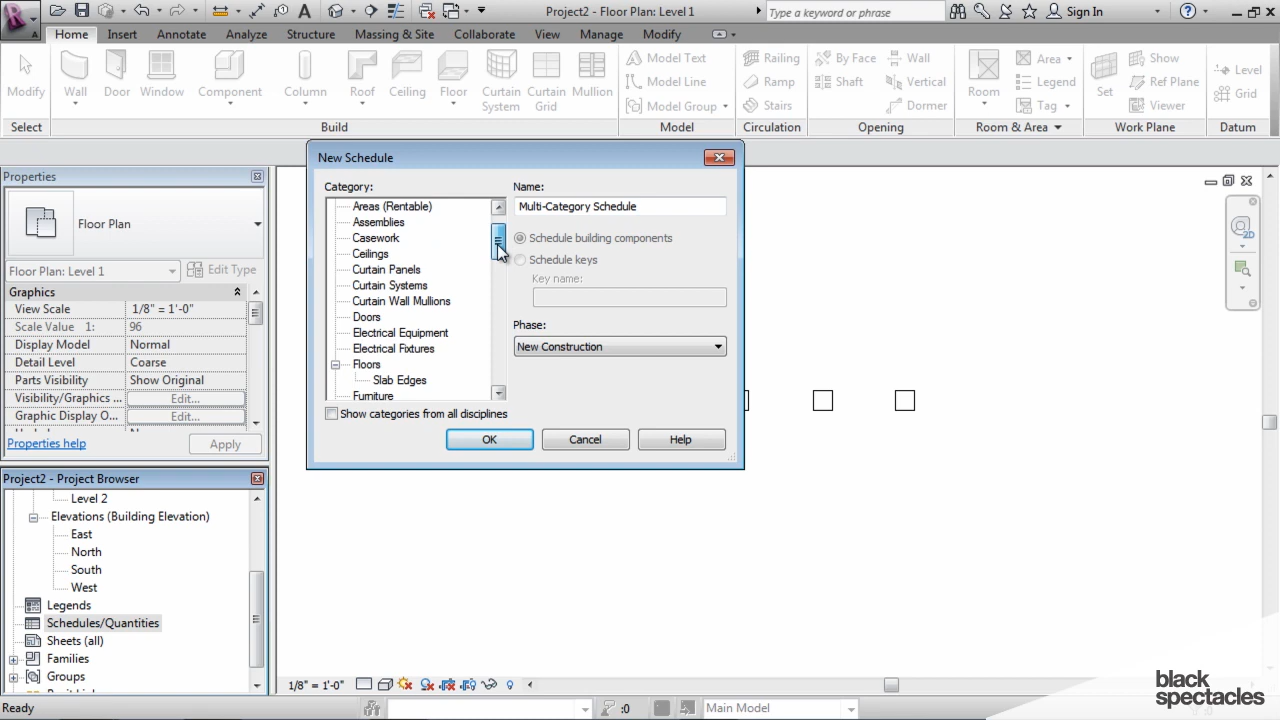 Project2 - Floor Plan: Level 1
Type a keyword or phrase
Sign In
Home Insert Annotate Analyze Structure Massing & Site Collaborate View Manage Modify
Modify
Wall
Door
Window
Component
Column
Roof
Ceiling
Floor
Curtain System
Curtain Grid
Mullion
Model Text
Model Line
Model Group
Railing
Ramp
Stairs
By Face
Shaft
Wall
Vertical
Dormer
Room
Area
Legend
Tag
Set
Show
Ref Plane
Viewer
Level
Grid
Select Build Model Circulation Opening Room & Area Work Plane Datum
Properties
Floor Plan
Floor Plan: Level 1
Edit Type
Graphics
View Scale 1/8" = 1'-0"
Scale Value 1: 96
Display Model Normal
Detail Level Coarse
Parts Visibility Show Original
Visibility/Graphics ... Edit...
Graphic Display O... Edit...
Properties help
Apply
Project2 - Project Browser
Level 2
Elevations (Building Elevation)
East
North
South
West
Legends
Schedules/Quantities
Sheets (all)
Families
Groups
New Schedule
Category:
Areas (Rentable)
Assemblies
Casework
Ceilings
Curtain Panels
Curtain Systems
Curtain Wall Mullions
Doors
Electrical Equipment
Electrical Fixtures
Floors
Slab Edges
Furniture
Show categories from all disciplines
Name:
Multi-Category Schedule
Schedule building components
Schedule keys
Key name:
Phase:
New Construction
OK
Cancel
Help
2D
1/8" = 1'-0"
Ready
:0
Main Model
black
spectacles